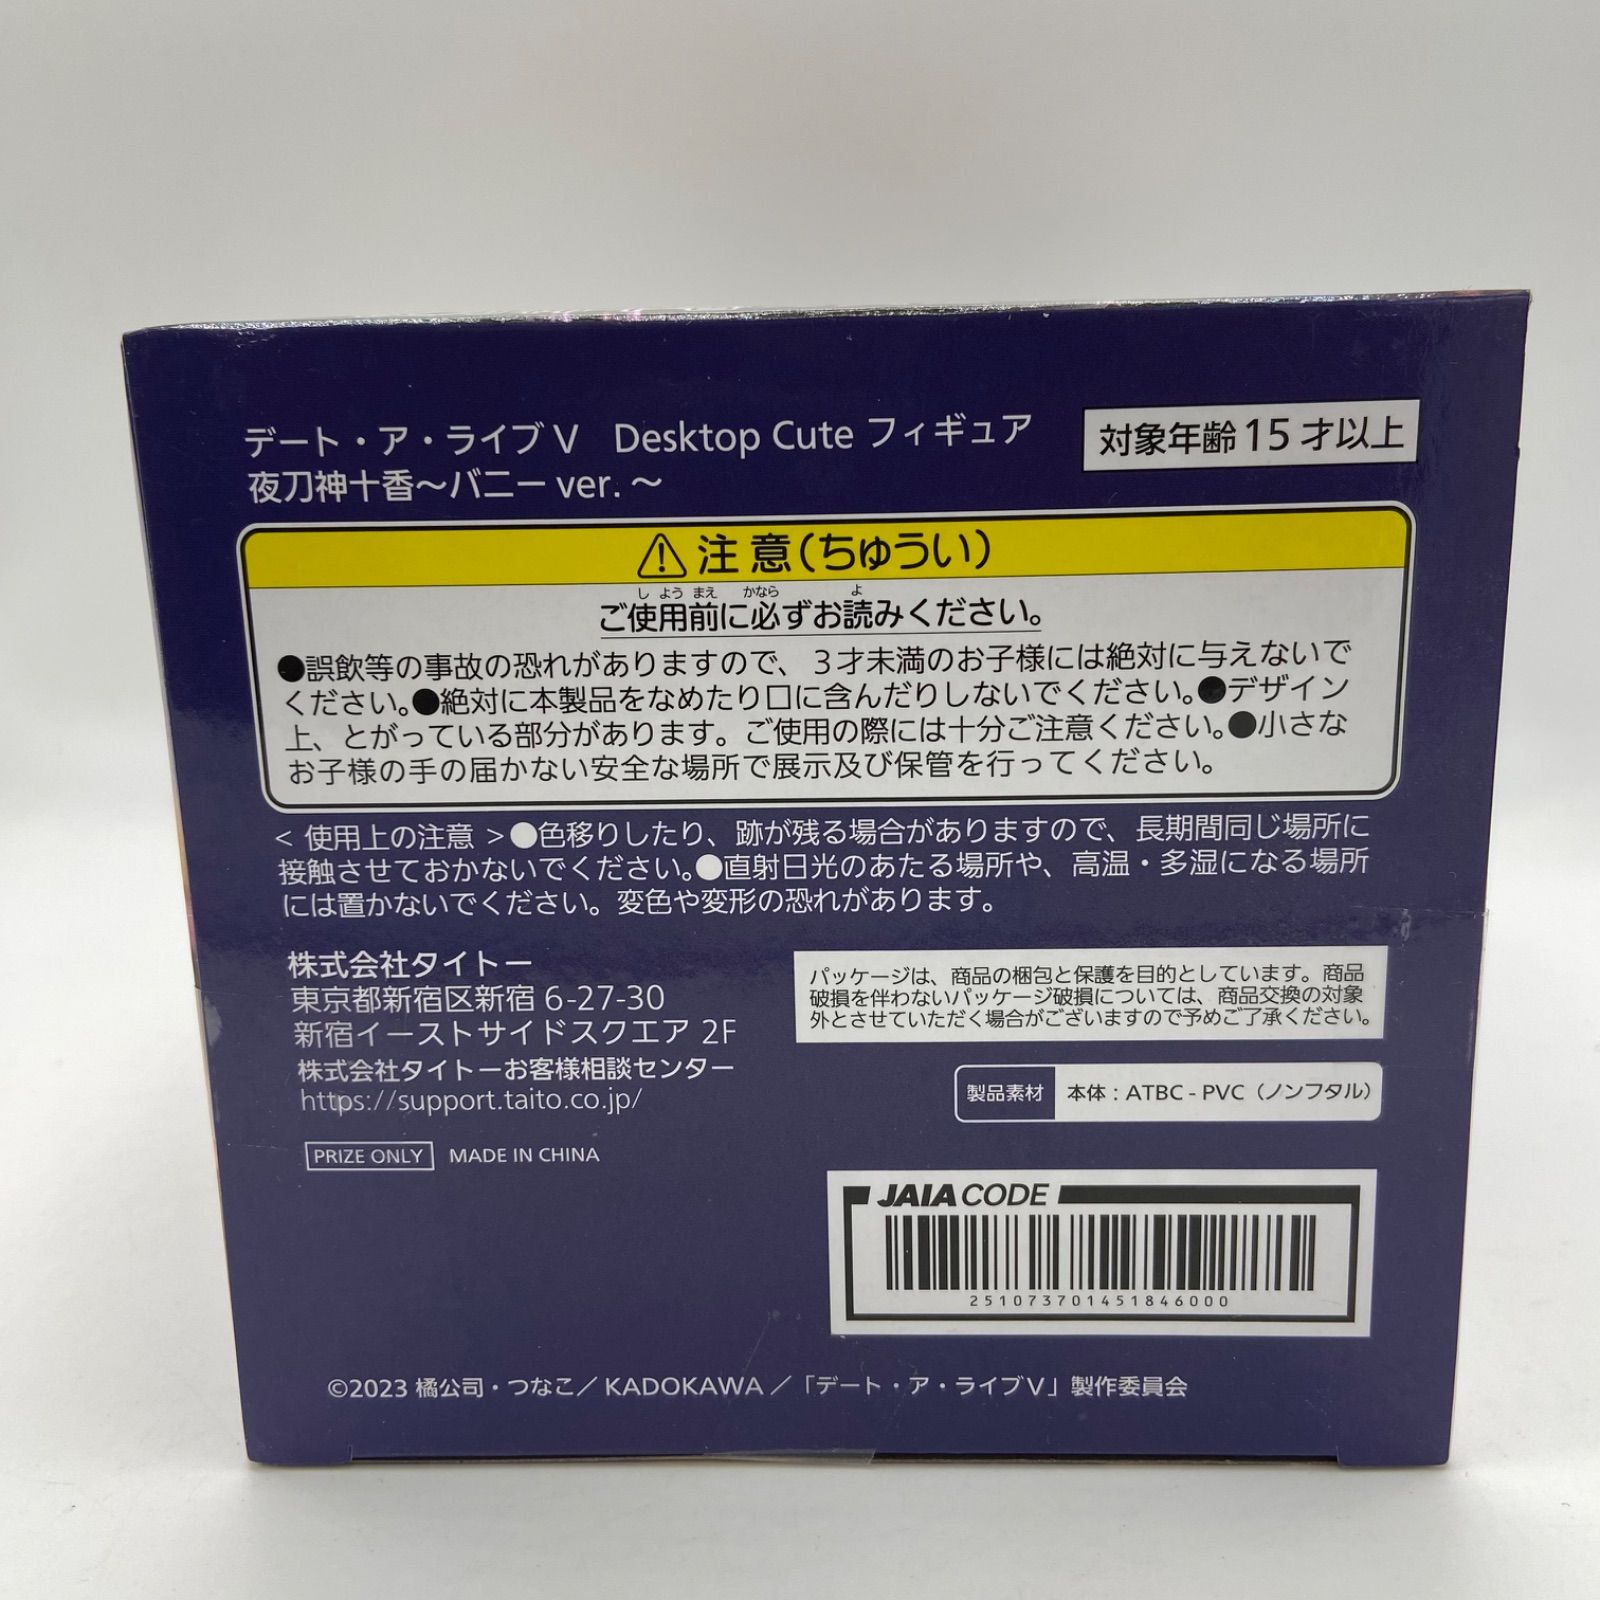 デート・ア・ライブⅤ Desktop Cute フィギュア
夜刀神十香～バニー ver. ～
対象年齢 15 才以上
注意(ちゅうい)
しようまえ かなら よ
ご使用前に必ずお読みください。
●誤飲等の事故の恐れがありますので、3才未満のお子様には絶対に与えないで
ください。●絶対に本製品をなめたり口に含んだりしないでください。●デザイン
上、とがっている部分があります。ご使用の際には十分ご注意ください。●小さな
お子様の手の届かない安全な場所で展示及び保管を行ってください。
< 使用上の注意 >●色移りしたり、跡が残る場合がありますので、長期間同じ場所に
接触させておかないでください。●直射日光のあたる場所や、高温・多湿になる場所
には置かないでください。変色や変形の恐れがあります。
株式会社タイトー
東京都新宿区新宿 6-27-30
新宿イーストサイドスクエア 2F
株式会社タイトーお客様相談センター
https://support.taito.co.jp/
PRIZE ONLY MADE IN CHINA
パッケージは、商品の梱包と保護を目的としています。商品
破損を伴わないパッケージ破損については、商品交換の対象
外とさせていただく場合がございますので予めご了承ください。
製品素材 本体 : ATBC - PVC (ノンフタル)
JAIA CODE
251073701451846000
©2023 橘公司・つなこ／KADOKAWA／「デート・ア・ライブⅤ」製作委員会